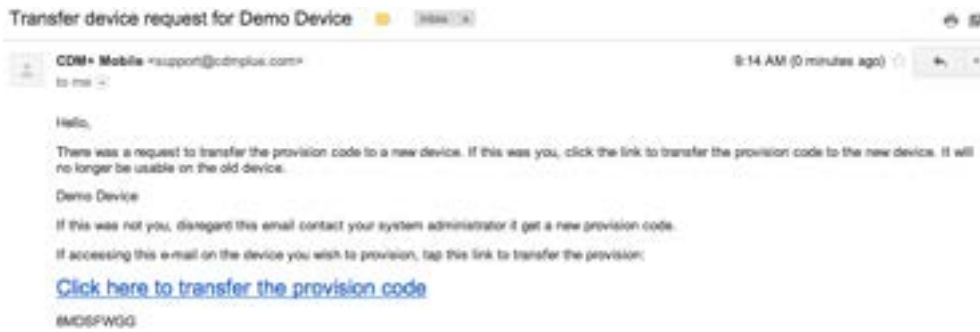 Transfer device request for Demo Device Inbox x
CDM+ Mobile <support@cdmplus.com> 9:14 AM (0 minutes ago)
to me
Hello,
There was a request to transfer the provision code to a new device. If this was you, click the link to transfer the provision code to the new device. It will
no longer be usable on the old device.
Demo Device
If this was not you, disregard this email contact your system administrator it get a new provision code.
If accessing this e-mail on the device you wish to provision, tap this link to transfer the provision:
Click here to transfer the provision code